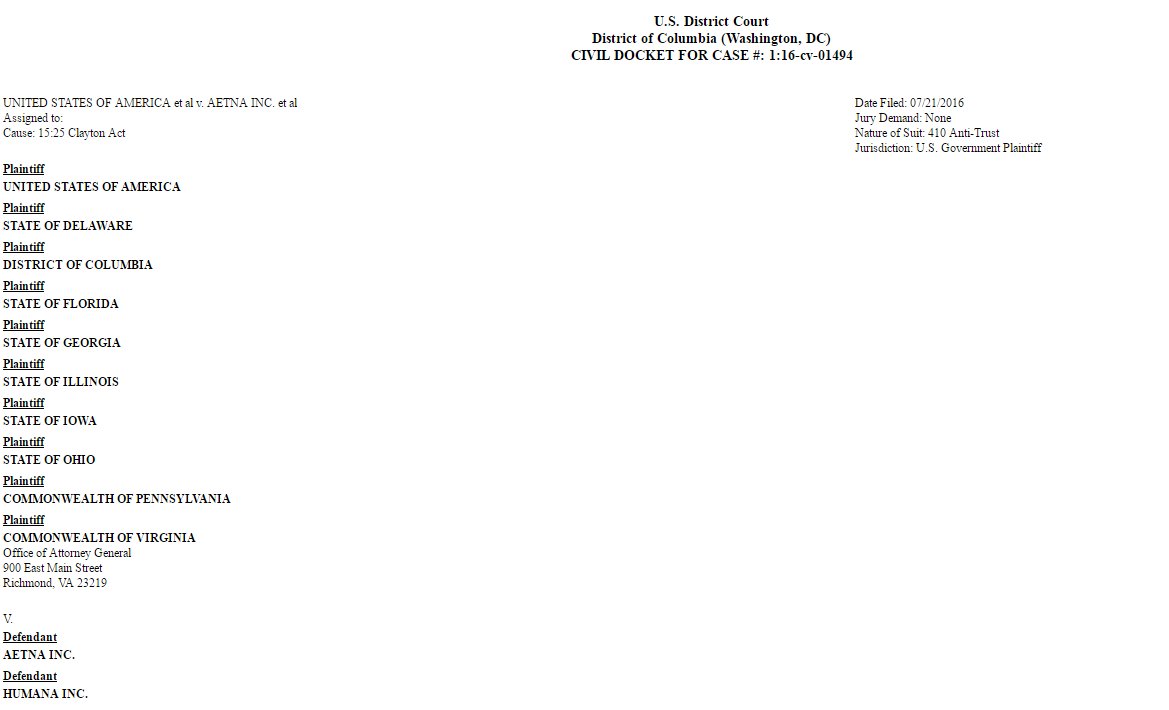 U.S. District Court
District of Columbia (Washington, DC)
CIVIL DOCKET FOR CASE #: 1:16-cv-01494
UNITED STATES OF AMERICA et al v. AETNA INC. et al
Assigned to:
Cause: 15:25 Clayton Act
Date Filed: 07/21/2016
Jury Demand: None
Nature of Suit: 410 Anti-Trust
Jurisdiction: U.S. Government Plaintiff
Plaintiff
UNITED STATES OF AMERICA
Plaintiff
STATE OF DELAWARE
Plaintiff
DISTRICT OF COLUMBIA
Plaintiff
STATE OF FLORIDA
Plaintiff
STATE OF GEORGIA
Plaintiff
STATE OF ILLINOIS
Plaintiff
STATE OF IOWA
Plaintiff
STATE OF OHIO
Plaintiff
COMMONWEALTH OF PENNSYLVANIA
Plaintiff
COMMONWEALTH OF VIRGINIA
Office of Attorney General
900 East Main Street
Richmond, VA 23219
V.
Defendant
AETNA INC.
Defendant
HUMANA INC.